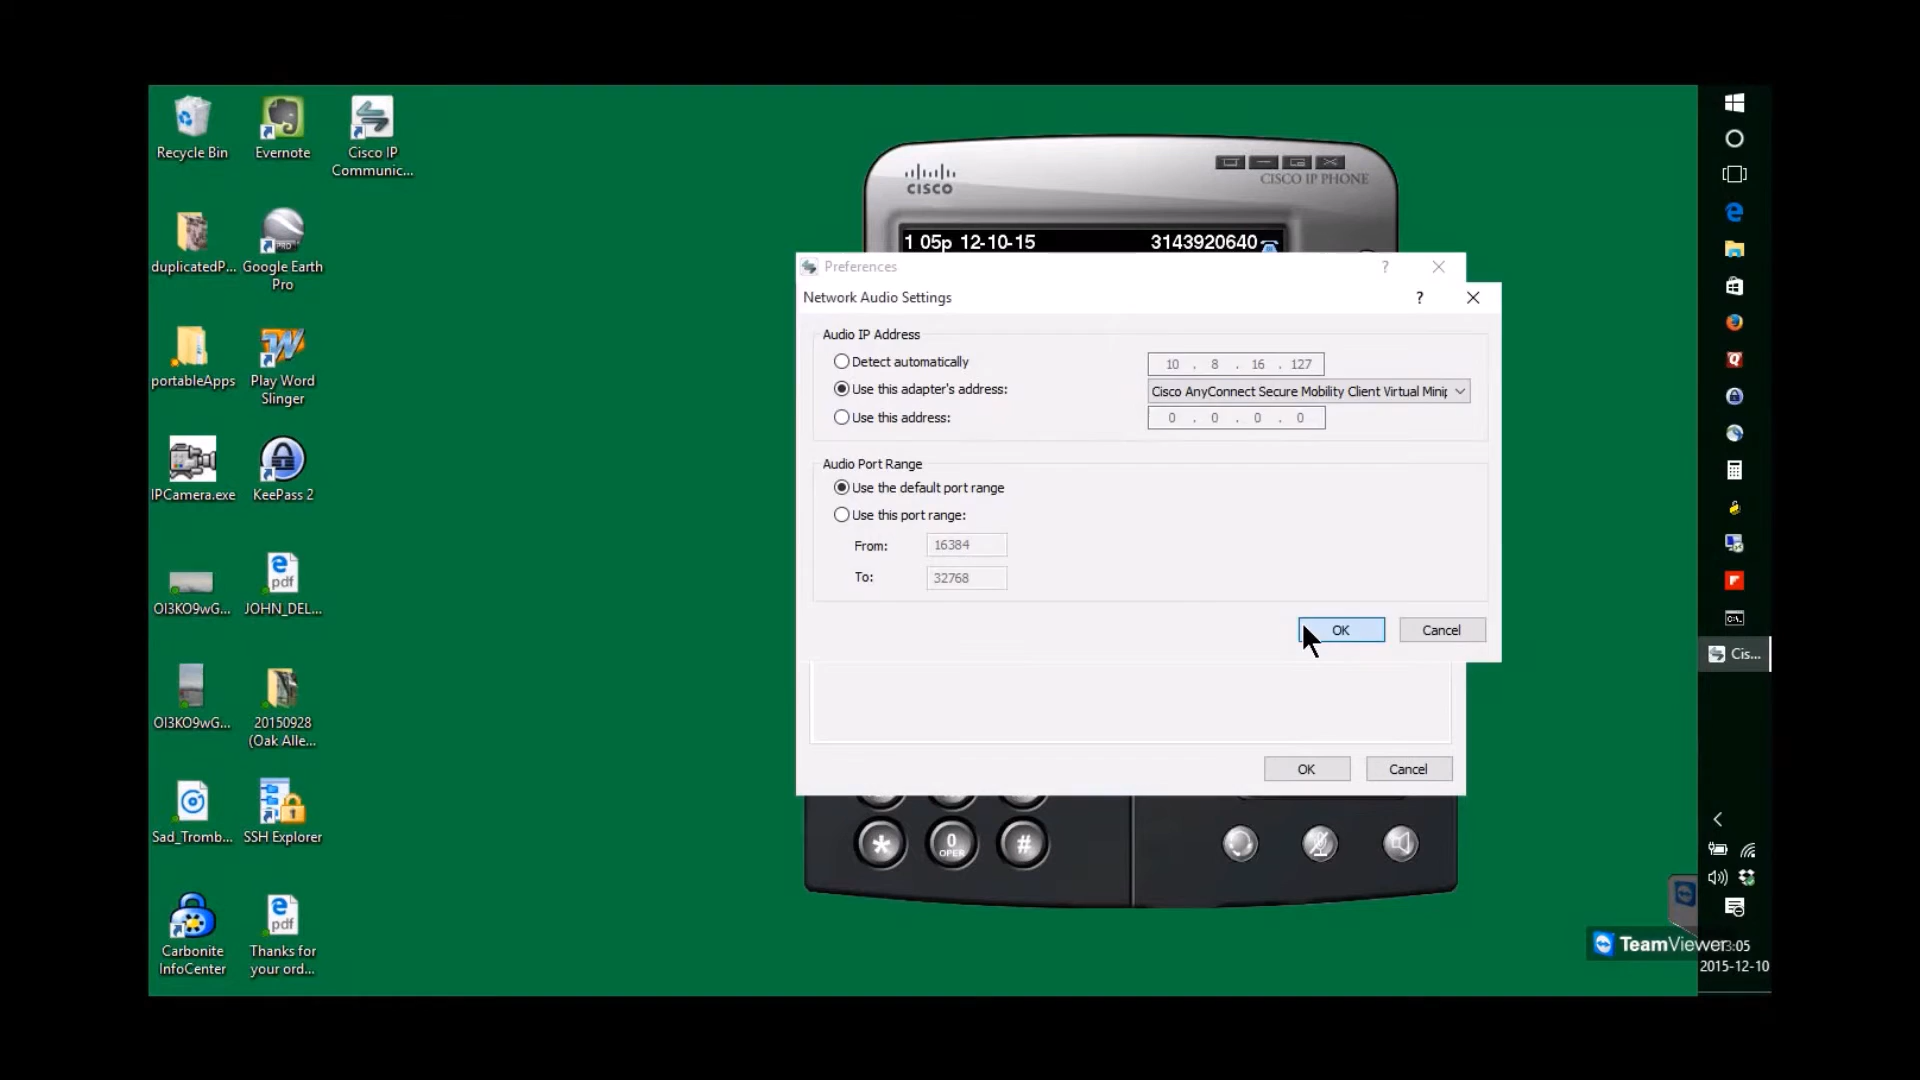 Recycle Bin
Evernote
Cisco IP
Communic...
duplicatedP...
Google Earth
Pro
portableApps
Play Word
Slinger
IPCamera.exe
KeePass 2
OI3KO9wG...
JOHN_DEL...
OI3KO9wG...
20150928
(Oak Alle...
Sad_Tromb...
SSH Explorer
Carbonite
InfoCenter
Thanks for
your ord...
pdf
pdf
PRO
CISCO
CISCO IP PHONE
1 05p 12-10-15
3143920640
Preferences
?
Network Audio Settings
?
Audio IP Address
Detect automatically
10 . 8 . 16 . 127
Use this adapter's address:
Cisco AnyConnect Secure Mobility Client Virtual Minip
Use this address:
0 . 0 . 0 . 0
Audio Port Range
Use the default port range
Use this port range:
From:
16384
To:
32768
OK
Cancel
OK
Cancel
*
0
OPER
#
Cis...
TeamViewer
3:05
2015-12-10